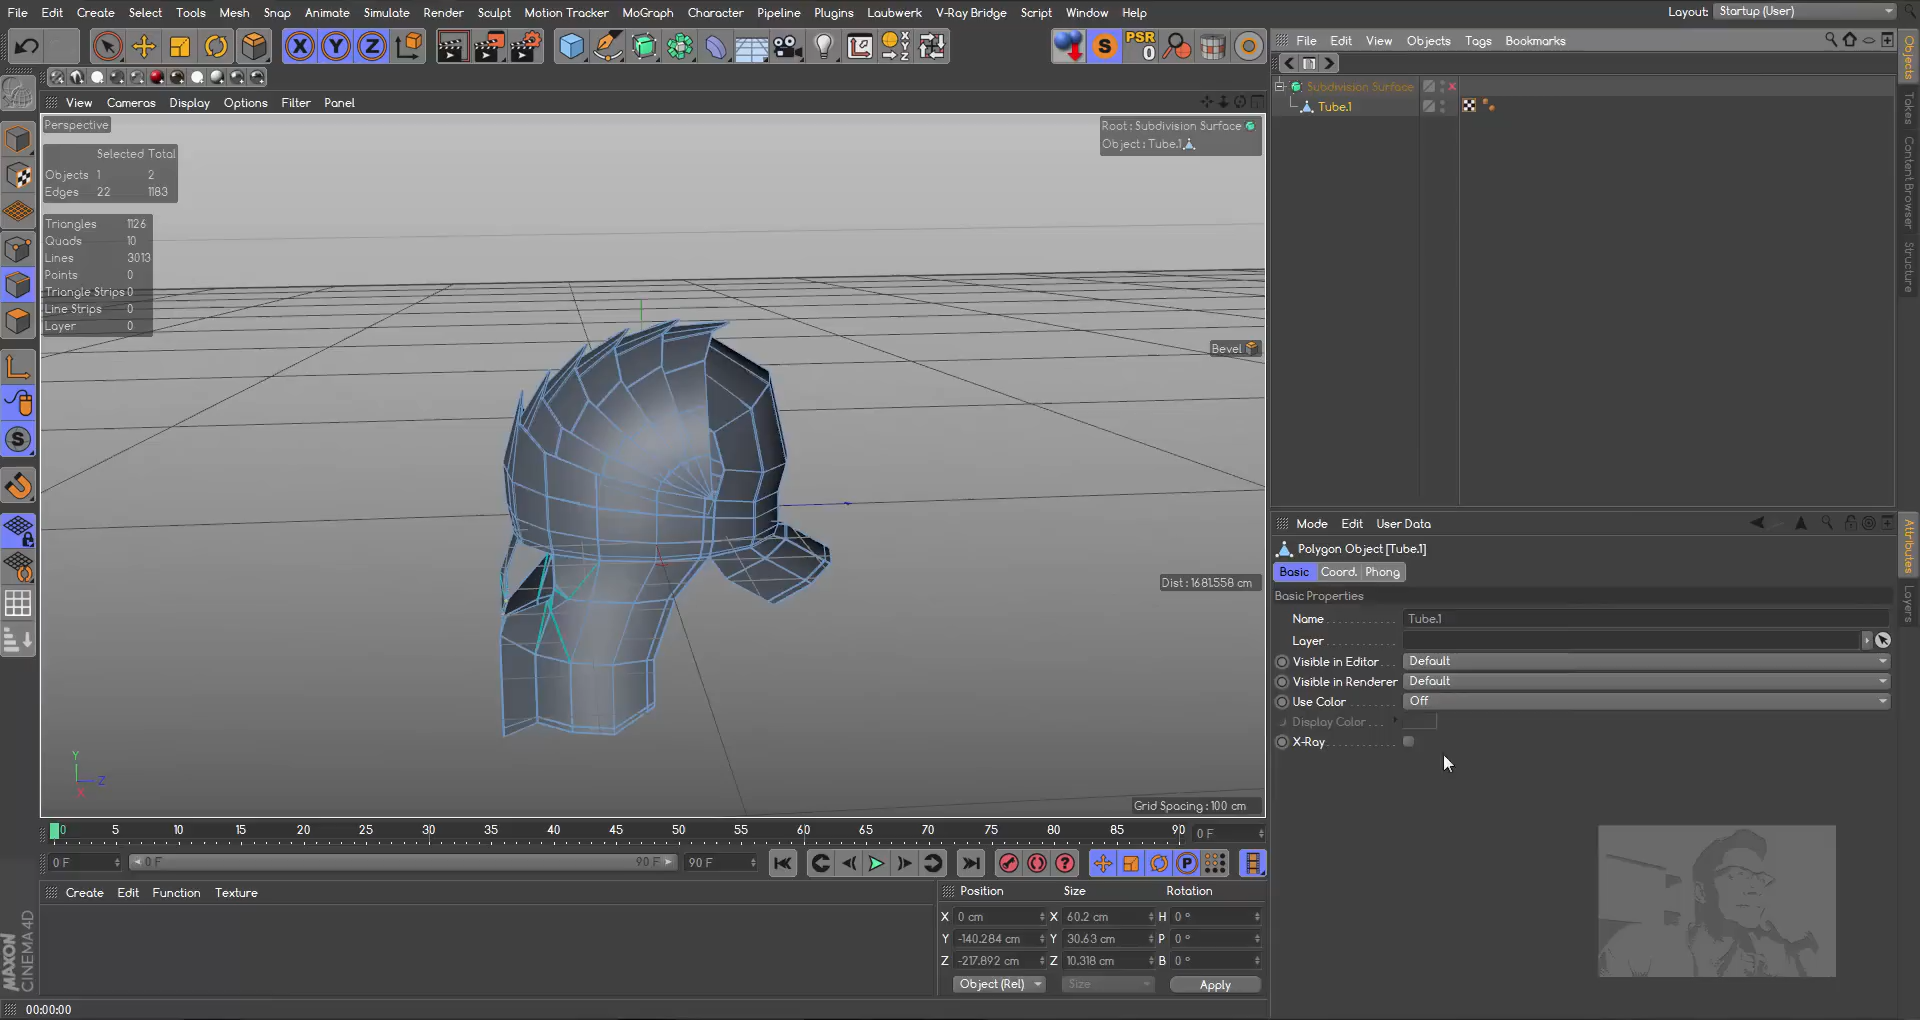 File Edit Create Select Tools Mesh Snap Animate Simulate Render Sculpt Motion Tracker MoGraph Character Pipeline Plugins Laubwerk V-Ray Bridge Script Window Help
Layout: Startup (User)
X Y Z
S PSR 0
X Y Z
File Edit View Objects Tags Bookmarks
Subdivision Surface
Tube.1
Objects
Takes
Content Browser
Structure
View Cameras Display Options Filter Panel
Perspective
Root : Subdivision Surface
Object : Tube.1
Selected Total
Objects 1 2
Edges 22 1183
Triangles 1126
Quads 10
Lines 3013
Points 0
Triangle Strips 0
Line Strips 0
Layer 0
Bevel
Dist : 1681.558 cm
Y
Z
X
Grid Spacing : 100 cm
S
Mode Edit User Data
Polygon Object [Tube.1]
Basic Coord. Phong
Basic Properties
Name Tube.1
Layer
Visible in Editor Default
Visible in Renderer Default
Use Color Off
Display Color
X-Ray
Attributes
Layers
0 5 10 15 20 25 30 35 40 45 50 55 60 65 70 75 80 85 90 0 F
0 F 0 F 90 F 90 F
P
Create Edit Function Texture
Position Size Rotation
X 0 cm X 60.2 cm H 0 °
Y -140.284 cm Y 30.63 cm P 0 °
Z -217.892 cm Z 10.318 cm B 0 °
Object (Rel) Size Apply
MAXON
CINEMA 4D
00:00:00